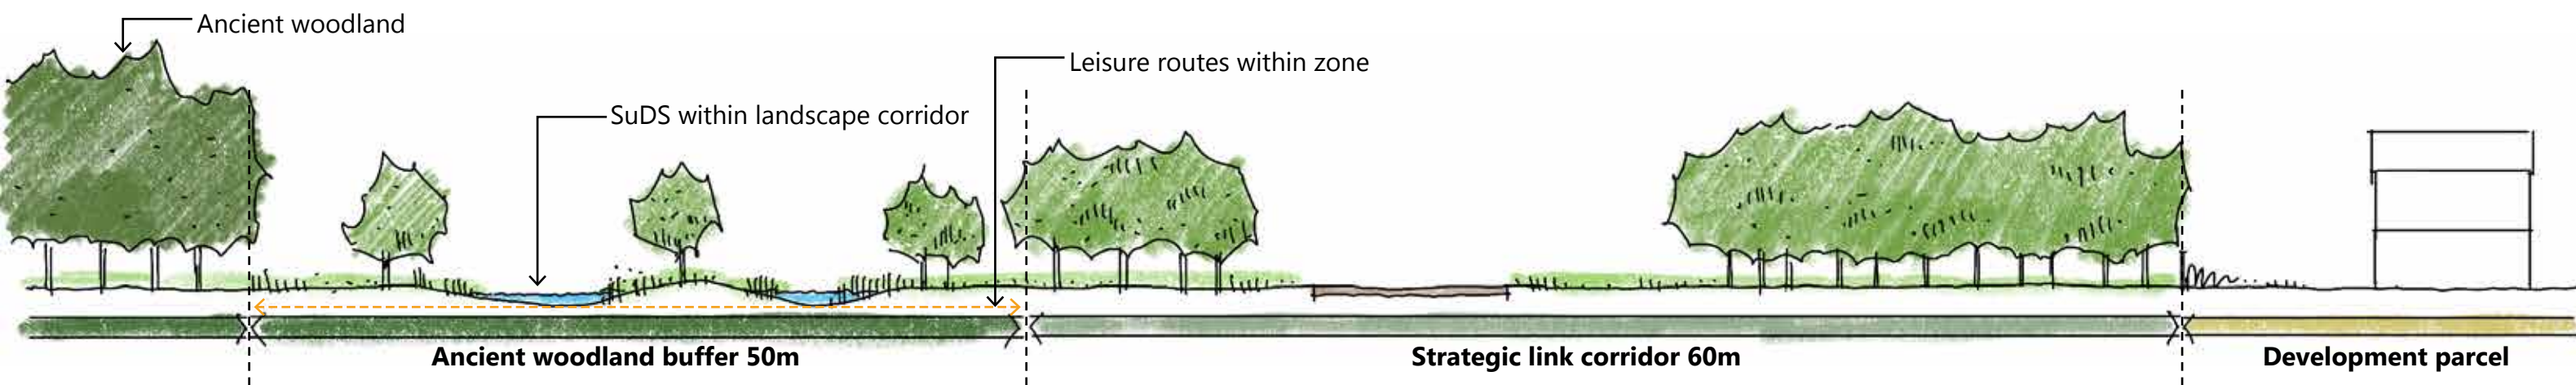 Ancient woodland
Leisure routes within zone
SuDS within landscape corridor
Ancient woodland buffer 50m
Strategic link corridor 60m
Development parcel